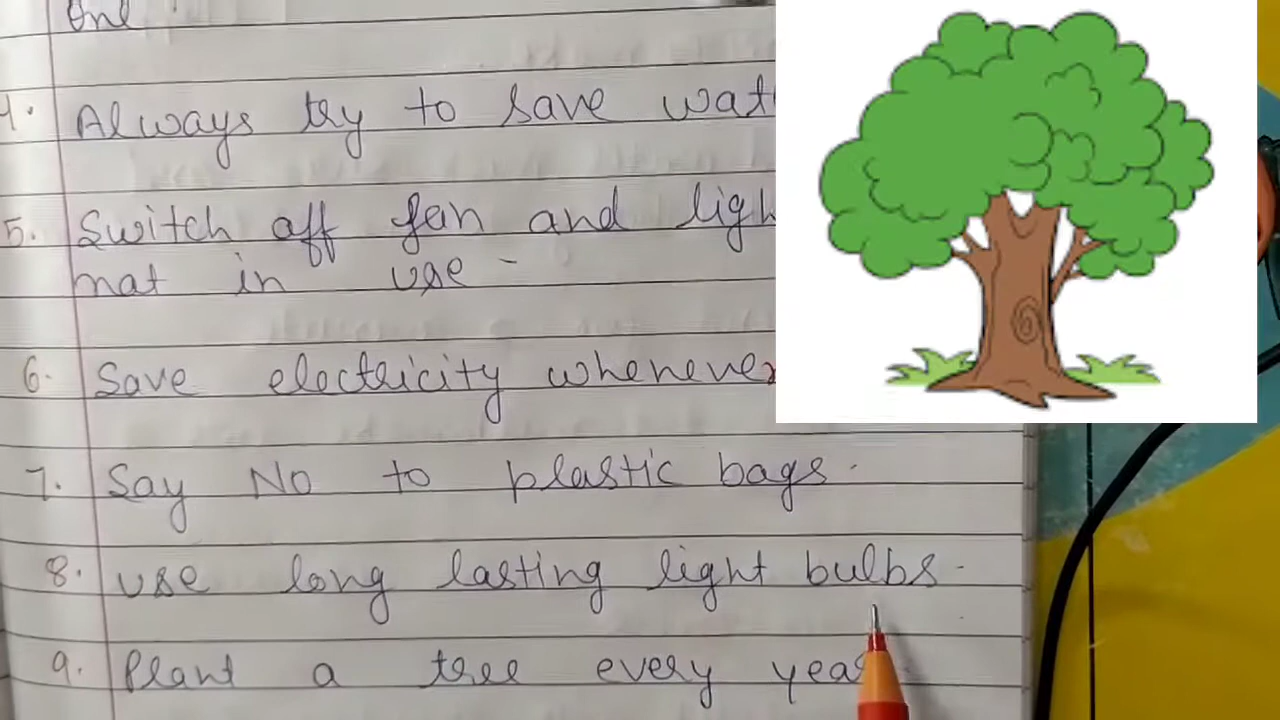 one
4. Always try to save wat
5. Switch off fan and ligh
not in use -
6. Save electricity whenever
7. Say No to plastic bags.
8. use long lasting light bulbs.
9. Plant a tree every year